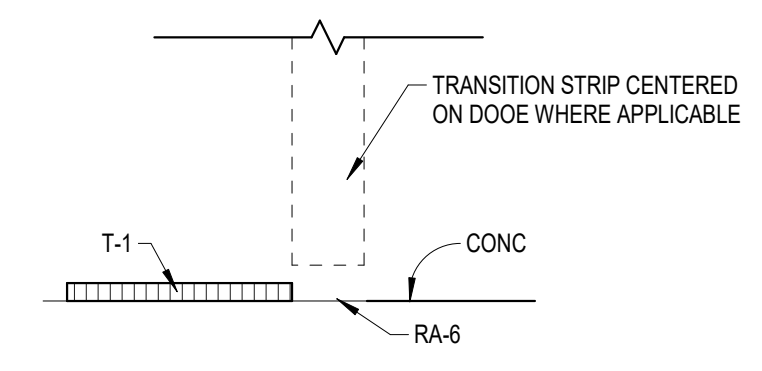 TRANSITION STRIP CENTERED
ON DOOE WHERE APPLICABLE
T-1
CONC
RA-6